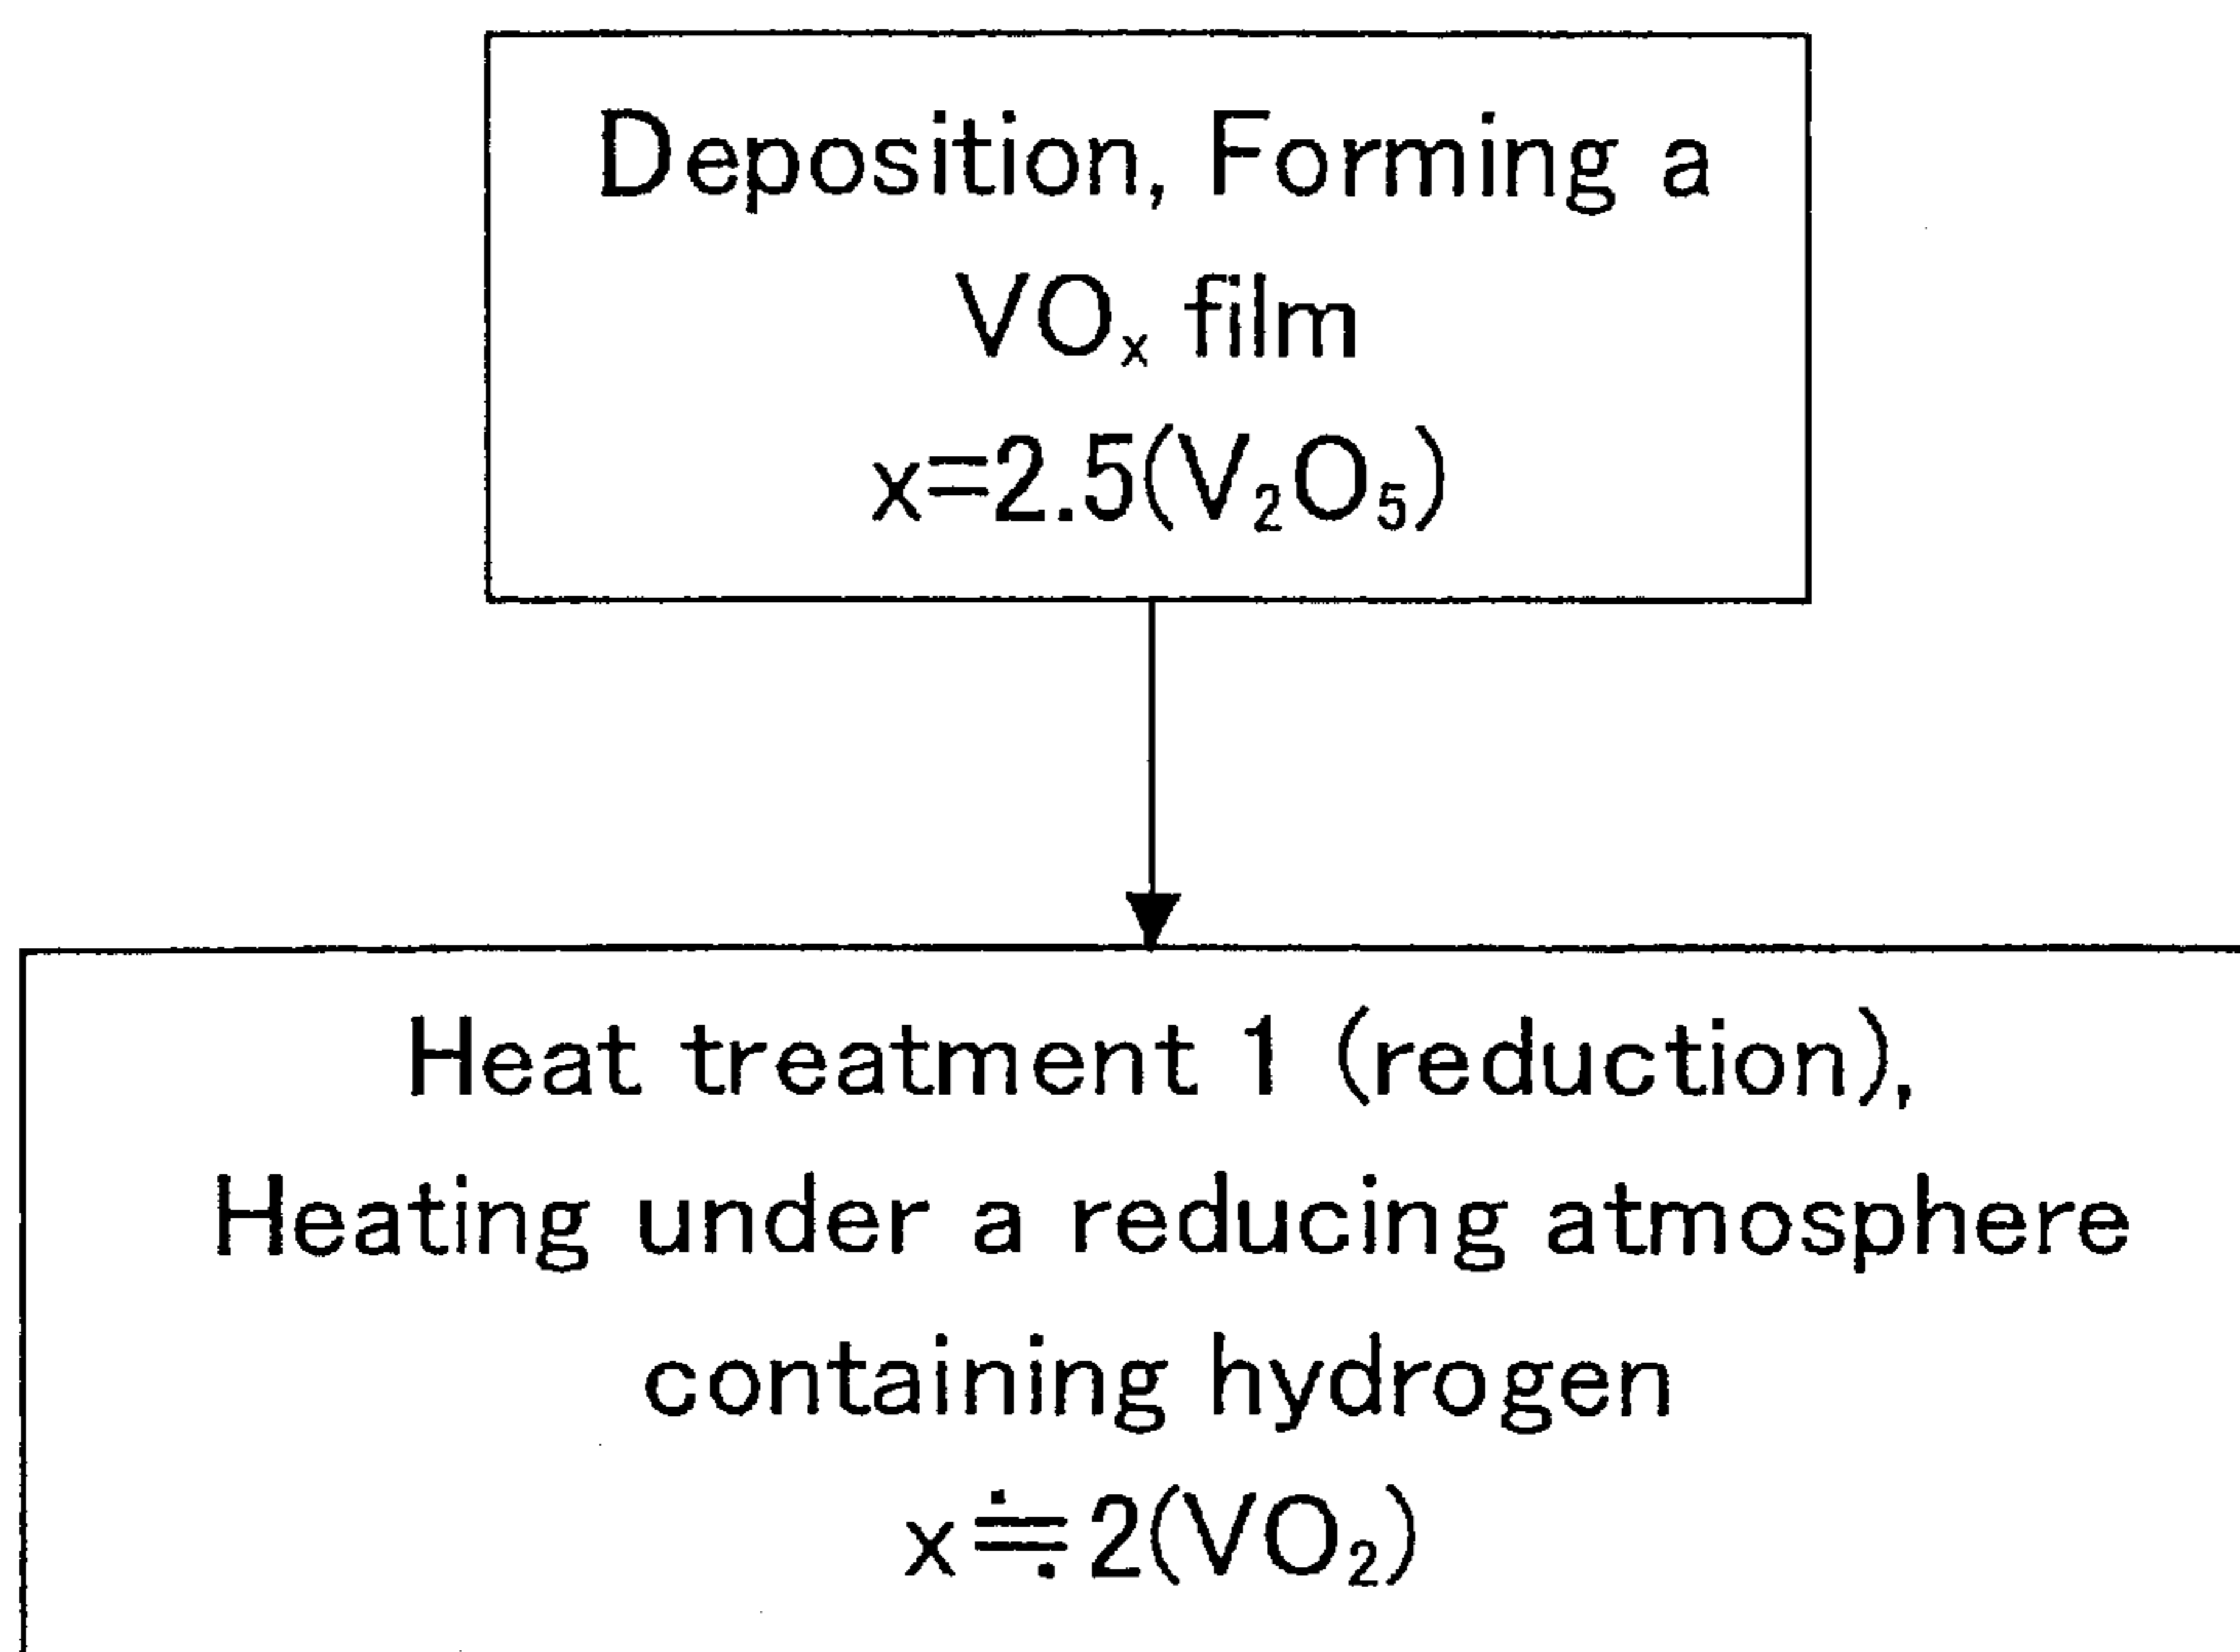 Deposition, Forming a
VOₓ film
x=2.5(V₂O₅)
Heat treatment 1 (reduction),
Heating under a reducing atmosphere
containing hydrogen
x≒2(VO₂)